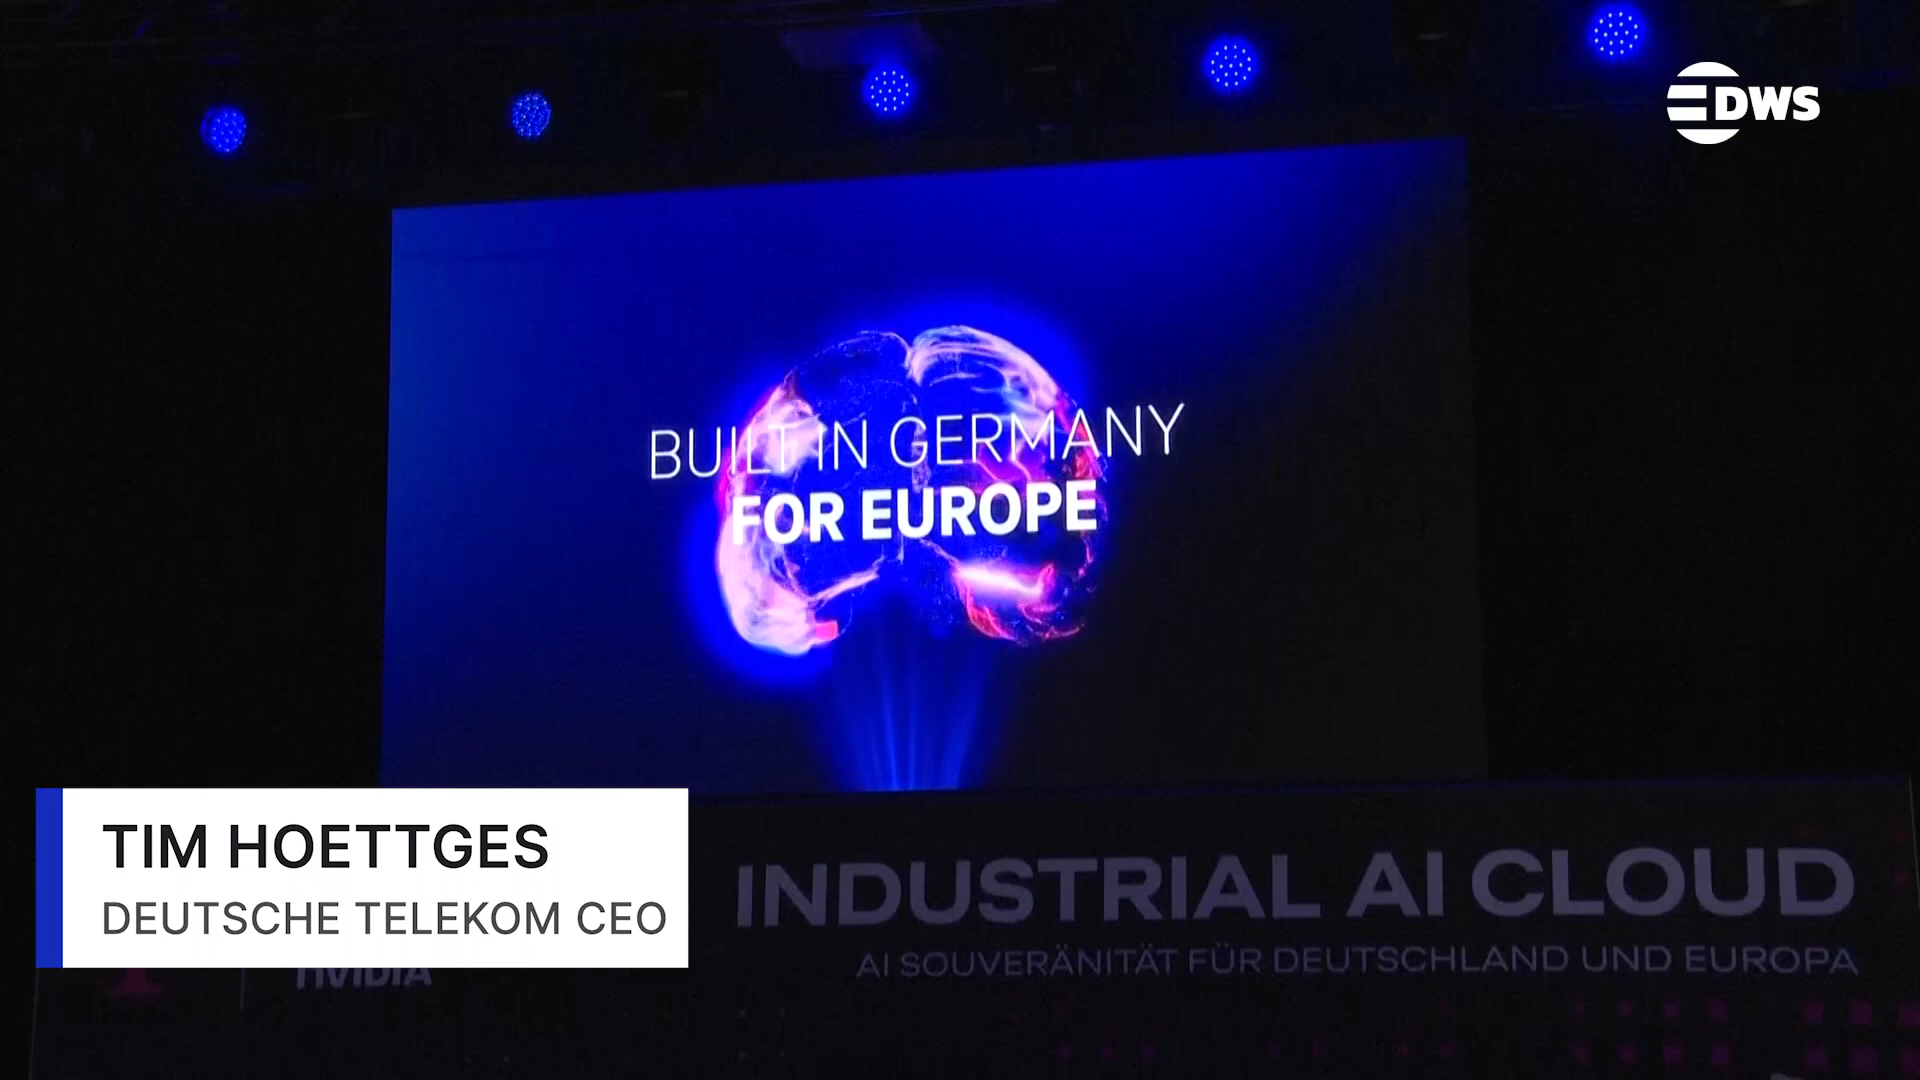 DWS
BUILT IN GERMANY
FOR EUROPE
TIM HOETTGES
DEUTSCHE TELEKOM CEO
NVIDIA
INDUSTRIAL AI CLOUD
AI SOUVERÄNITÄT FÜR DEUTSCHLAND UND EUROPA